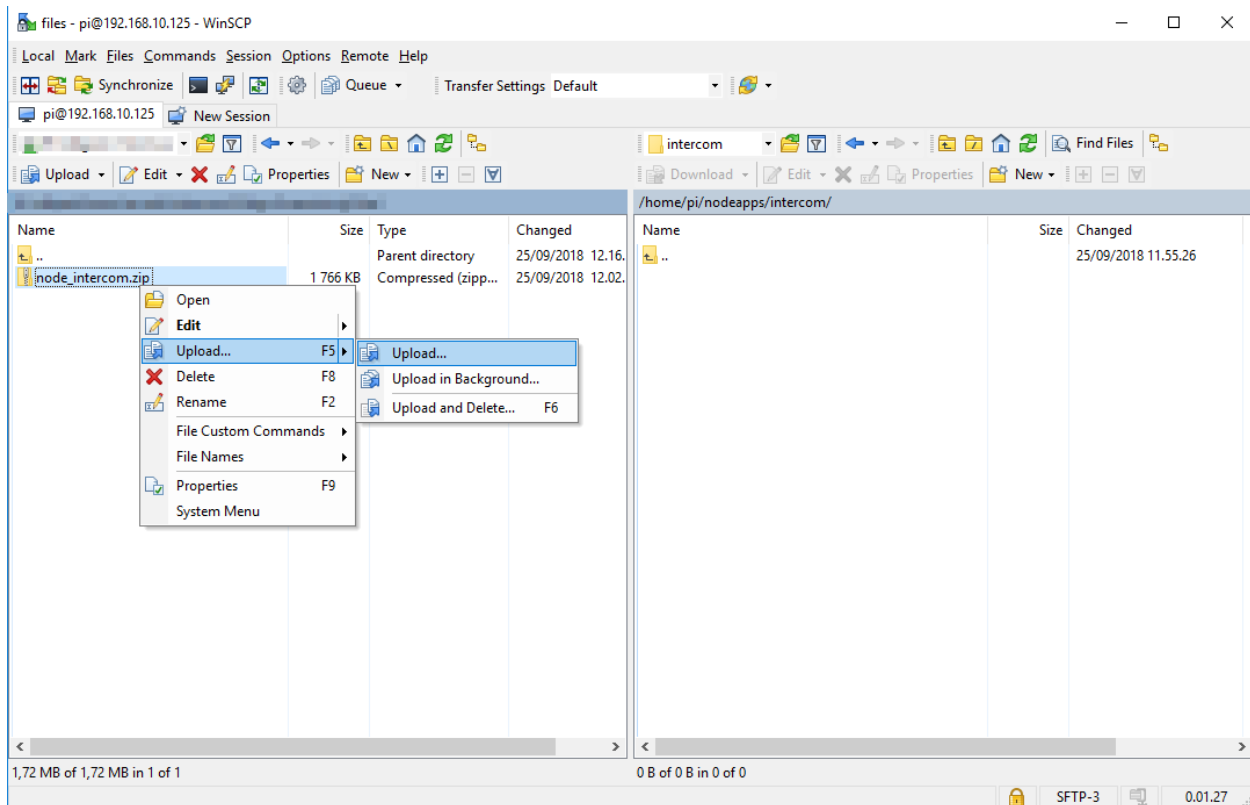 files - pi@192.168.10.125 - WinSCP
Local Mark Files Commands Session Options Remote Help
Synchronize Queue Transfer Settings Default
pi@192.168.10.125 New Session
intercom Find Files
Upload Edit Properties New Download Edit Properties New
/home/pi/nodeapps/intercom/
Name Size Type Changed Name Size Changed
.. Parent directory 25/09/2018 12.16. .. 25/09/2018 11.55.26
node_intercom.zip 1 766 KB Compressed (zipp... 25/09/2018 12.02.
Open
Edit
Upload... F5 Upload...
Delete F8 Upload in Background...
Rename F2 Upload and Delete... F6
File Custom Commands
File Names
Properties F9
System Menu
1,72 MB of 1,72 MB in 1 of 1 0 B of 0 B in 0 of 0
SFTP-3 0.01.27